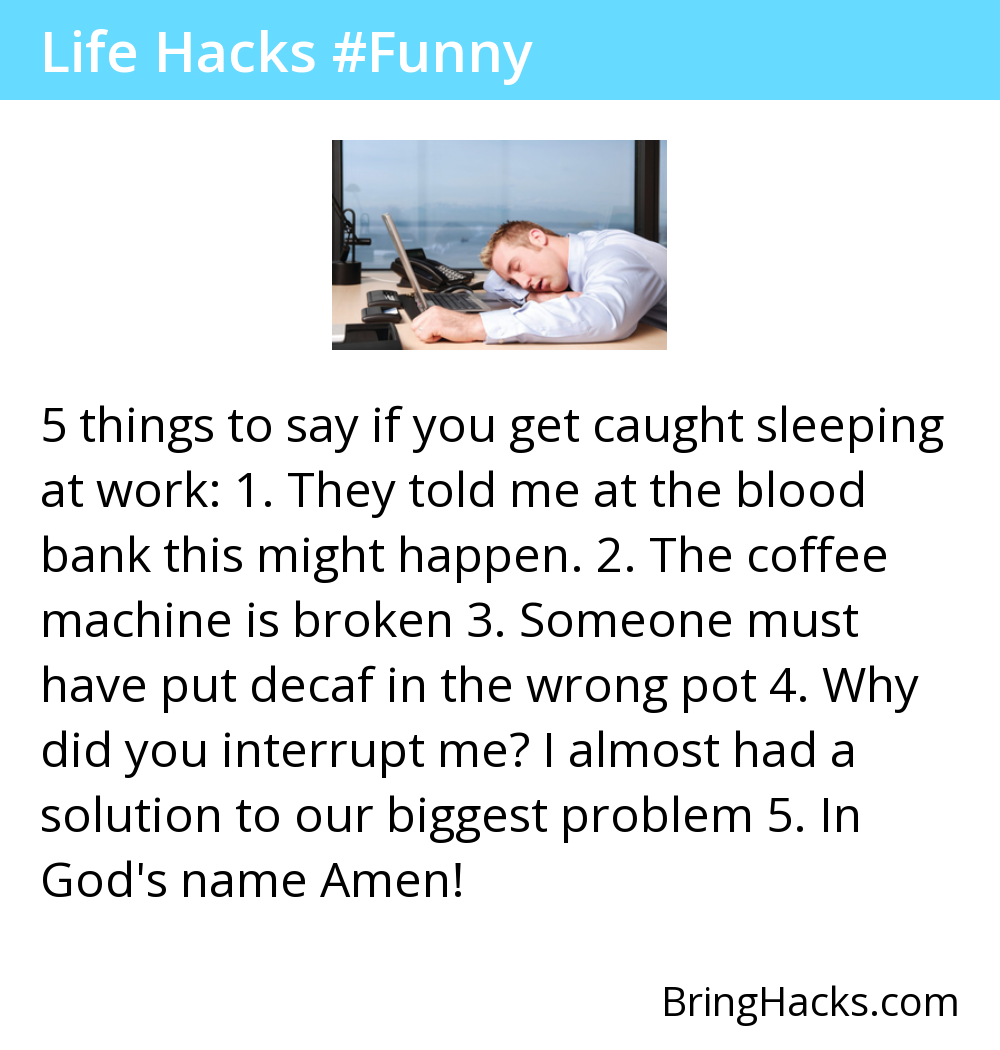 Life Hacks #Funny
5 things to say if you get caught sleeping
at work: 1. They told me at the blood
bank this might happen. 2. The coffee
machine is broken 3. Someone must
have put decaf in the wrong pot 4. Why
did you interrupt me? I almost had a
solution to our biggest problem 5. In
God's name Amen!
BringHacks.com